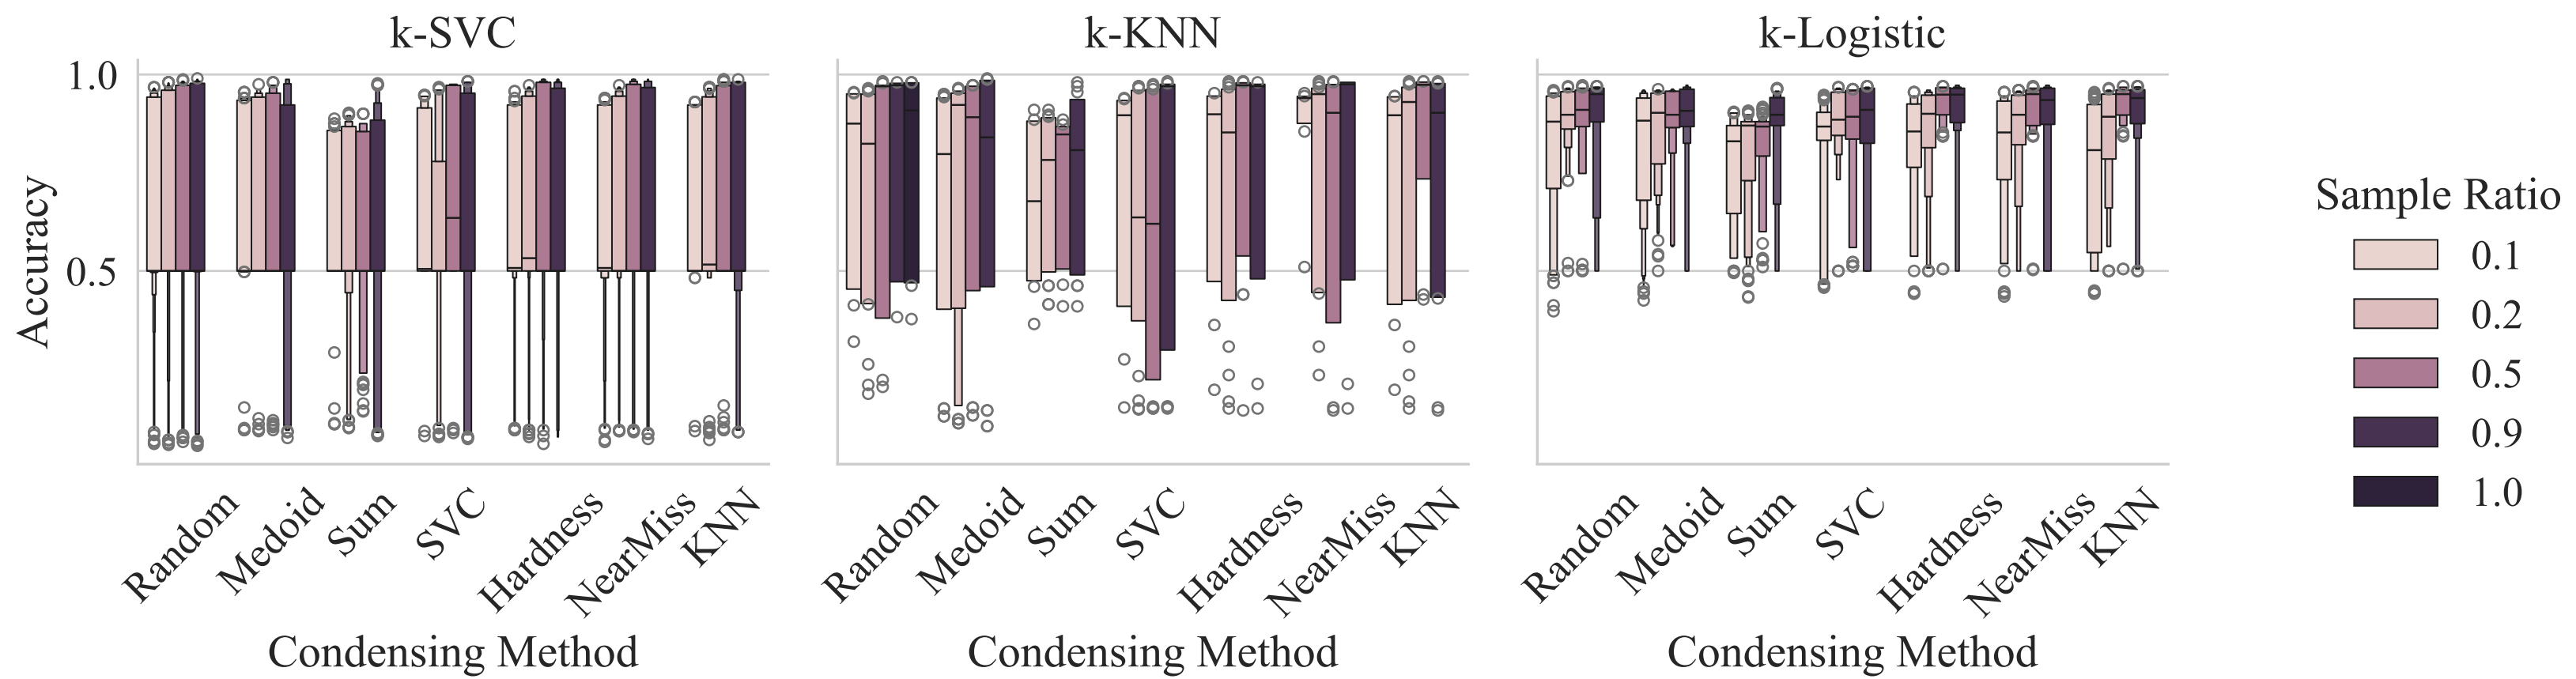 k-SVC
k-KNN
k-Logistic
Accuracy
1.0
0.5
Random
Medoid
Sum
SVC
Hardness
NearMiss
KNN
Condensing Method
Random
Medoid
Sum
SVC
Hardness
NearMiss
KNN
Condensing Method
Random
Medoid
Sum
SVC
Hardness
NearMiss
KNN
Condensing Method
Sample Ratio
0.1
0.2
0.5
0.9
1.0